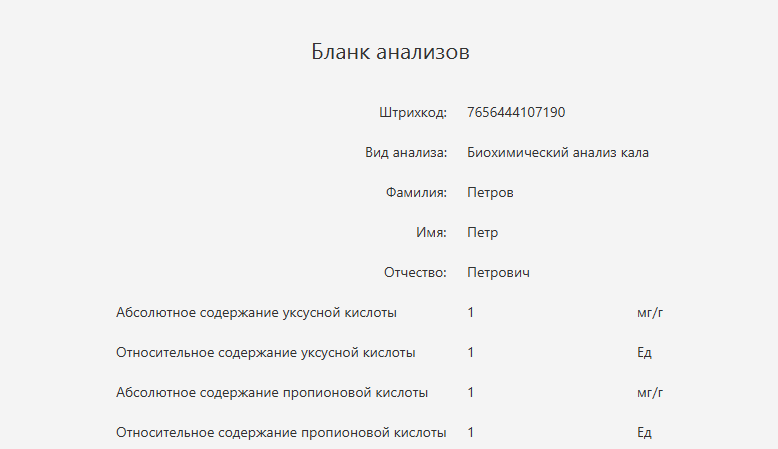 Бланк анализов
Штрихкод: 7656444107190
Вид анализа: Биохимический анализ кала
Фамилия: Петров
Имя: Петр
Отчество: Петрович
Абсолютное содержание уксусной кислоты 1 мг/г
Относительное содержание уксусной кислоты 1 Ед
Абсолютное содержание пропионовой кислоты 1 мг/г
Относительное содержание пропионовой кислоты 1 Ед